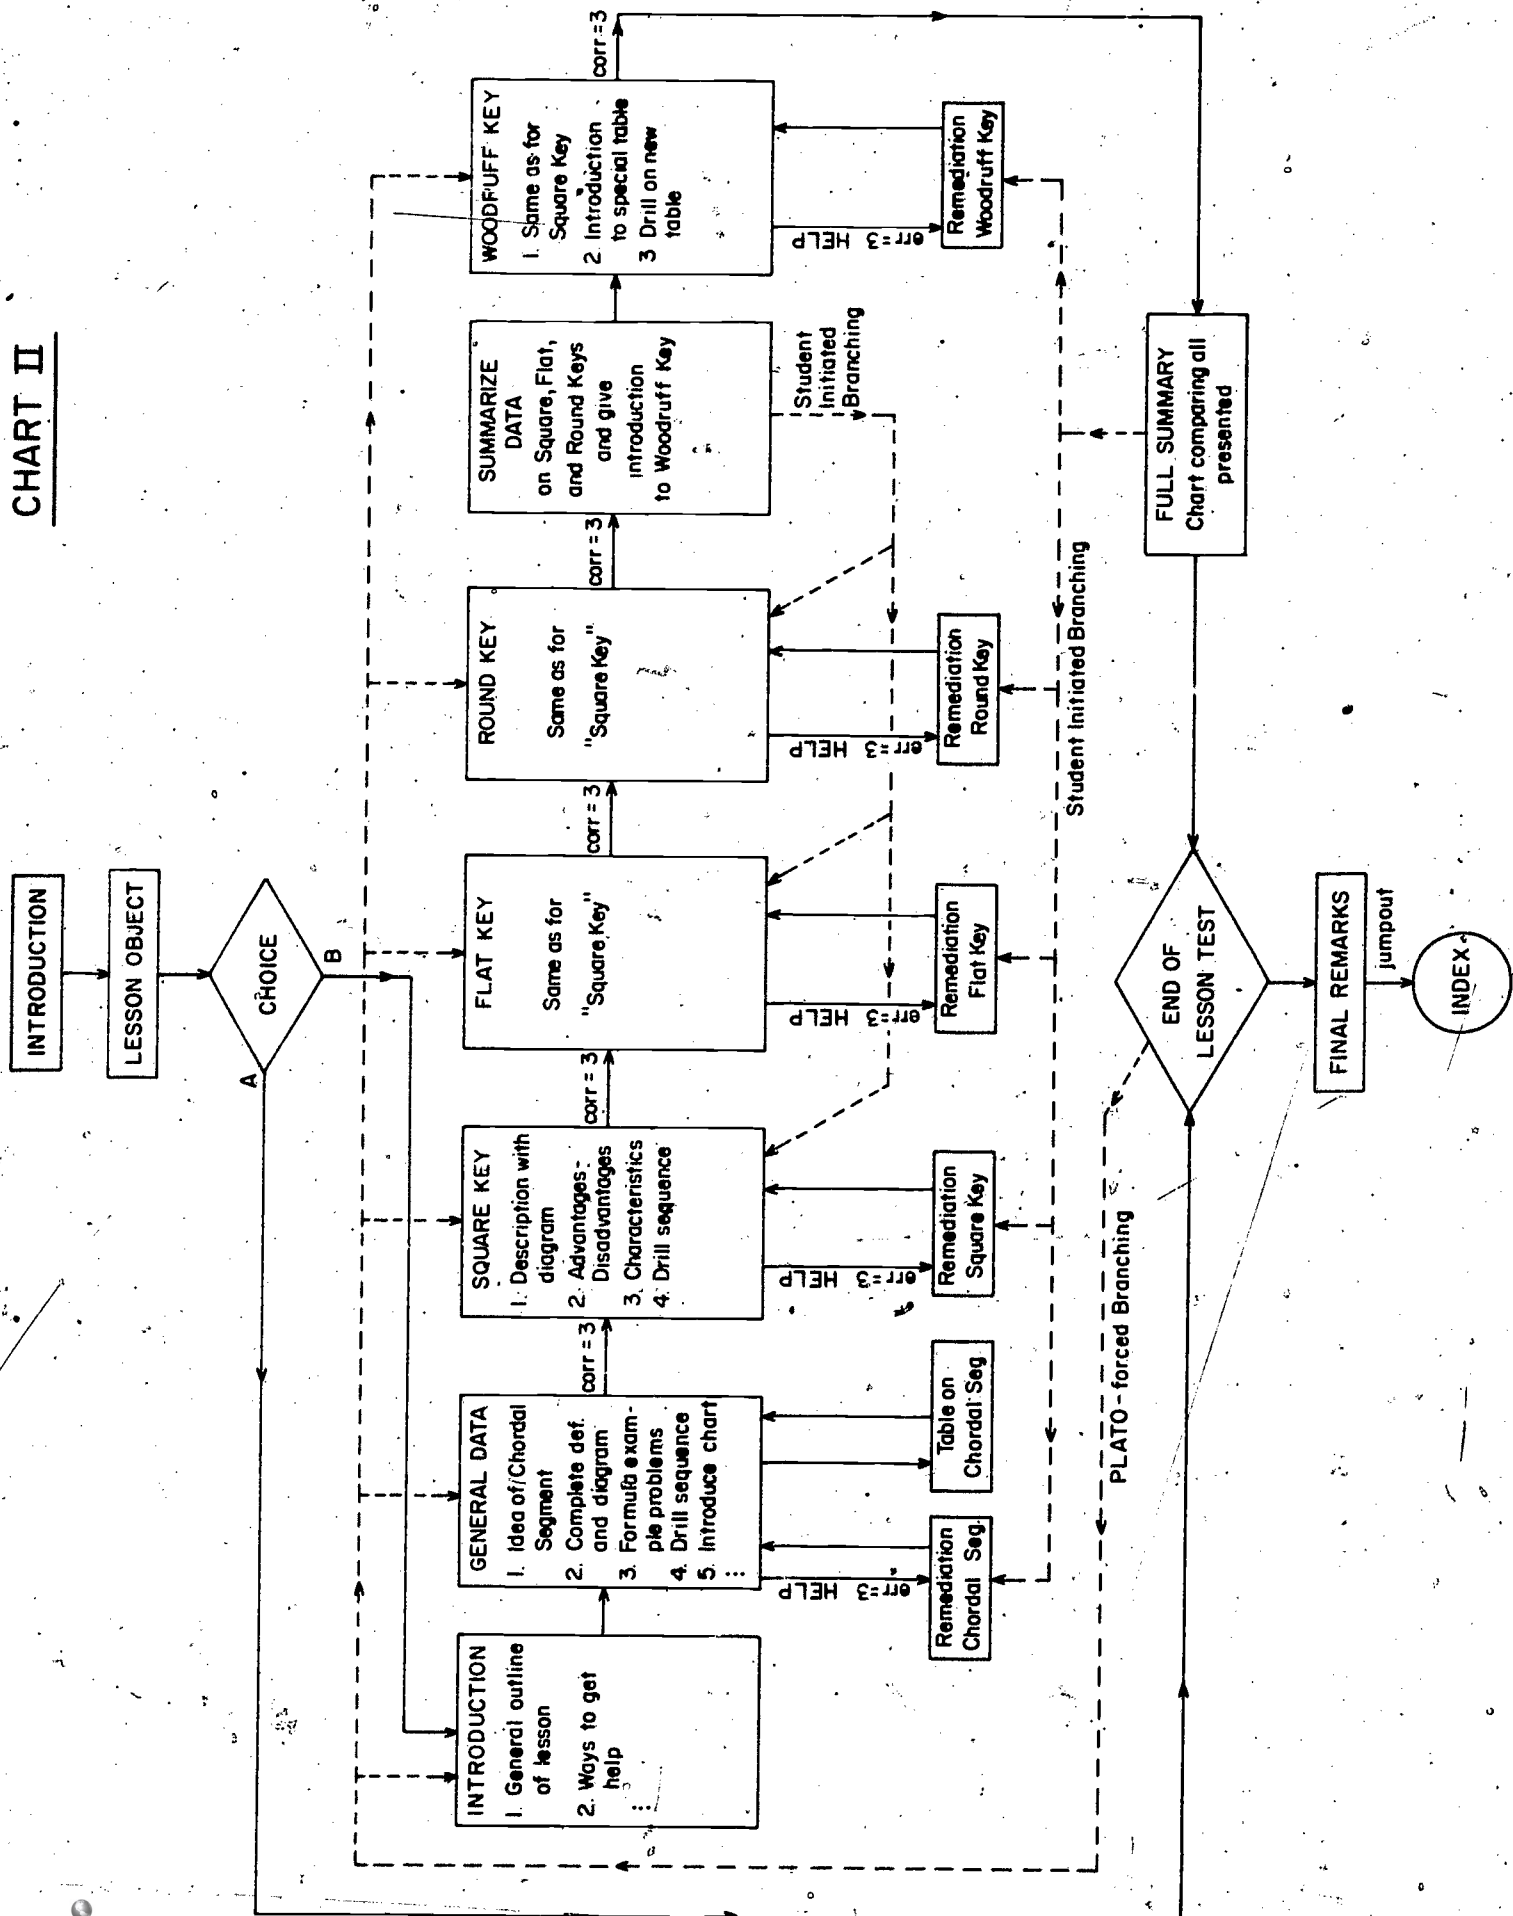 CHART II
INTRODUCTION
LESSON OBJECT
CHOICE
A
B
INTRODUCTION
1. General outline
of lesson
2. Ways to get
help
⋮
GENERAL DATA
1. Idea of/Chordal
Segment
2. Complete def.
and diagram
3. Formula exam-
ple problems
4. Drill sequence
5. Introduce chart
⋮
corr = 3
SQUARE KEY
1. Description with
diagram
2. Advantages-
Disadvantages
3. Characteristics
4. Drill sequence
corr = 3
FLAT KEY
Same as for
"Square Key"
corr = 3
ROUND KEY
Same as for
"Square Key"
corr = 3
SUMMARIZE
DATA
on Square, Flat,
and Round Keys
and give
introduction
to Woodruff Key
WOODRUFF KEY
1. Same as for
Square Key
2. Introduction
to special table
3 Drill on new
table
corr = 3
Student
Initiated
Branching
err=3 HELP
err=3 HELP
err=3 HELP
err=3 HELP
err=3 HELP
Remediation
Chordal Seg.
Table on
Chordal Seg.
Remediation
Square Key
Remediation
Flat Key
Remediation
Round Key
Remediation
Woodruff Key
Student Initiated Branching
PLATO-forced Branching
END OF
LESSON TEST
FULL SUMMARY
Chart comparing all
presented
FINAL REMARKS
jumpout
INDEX